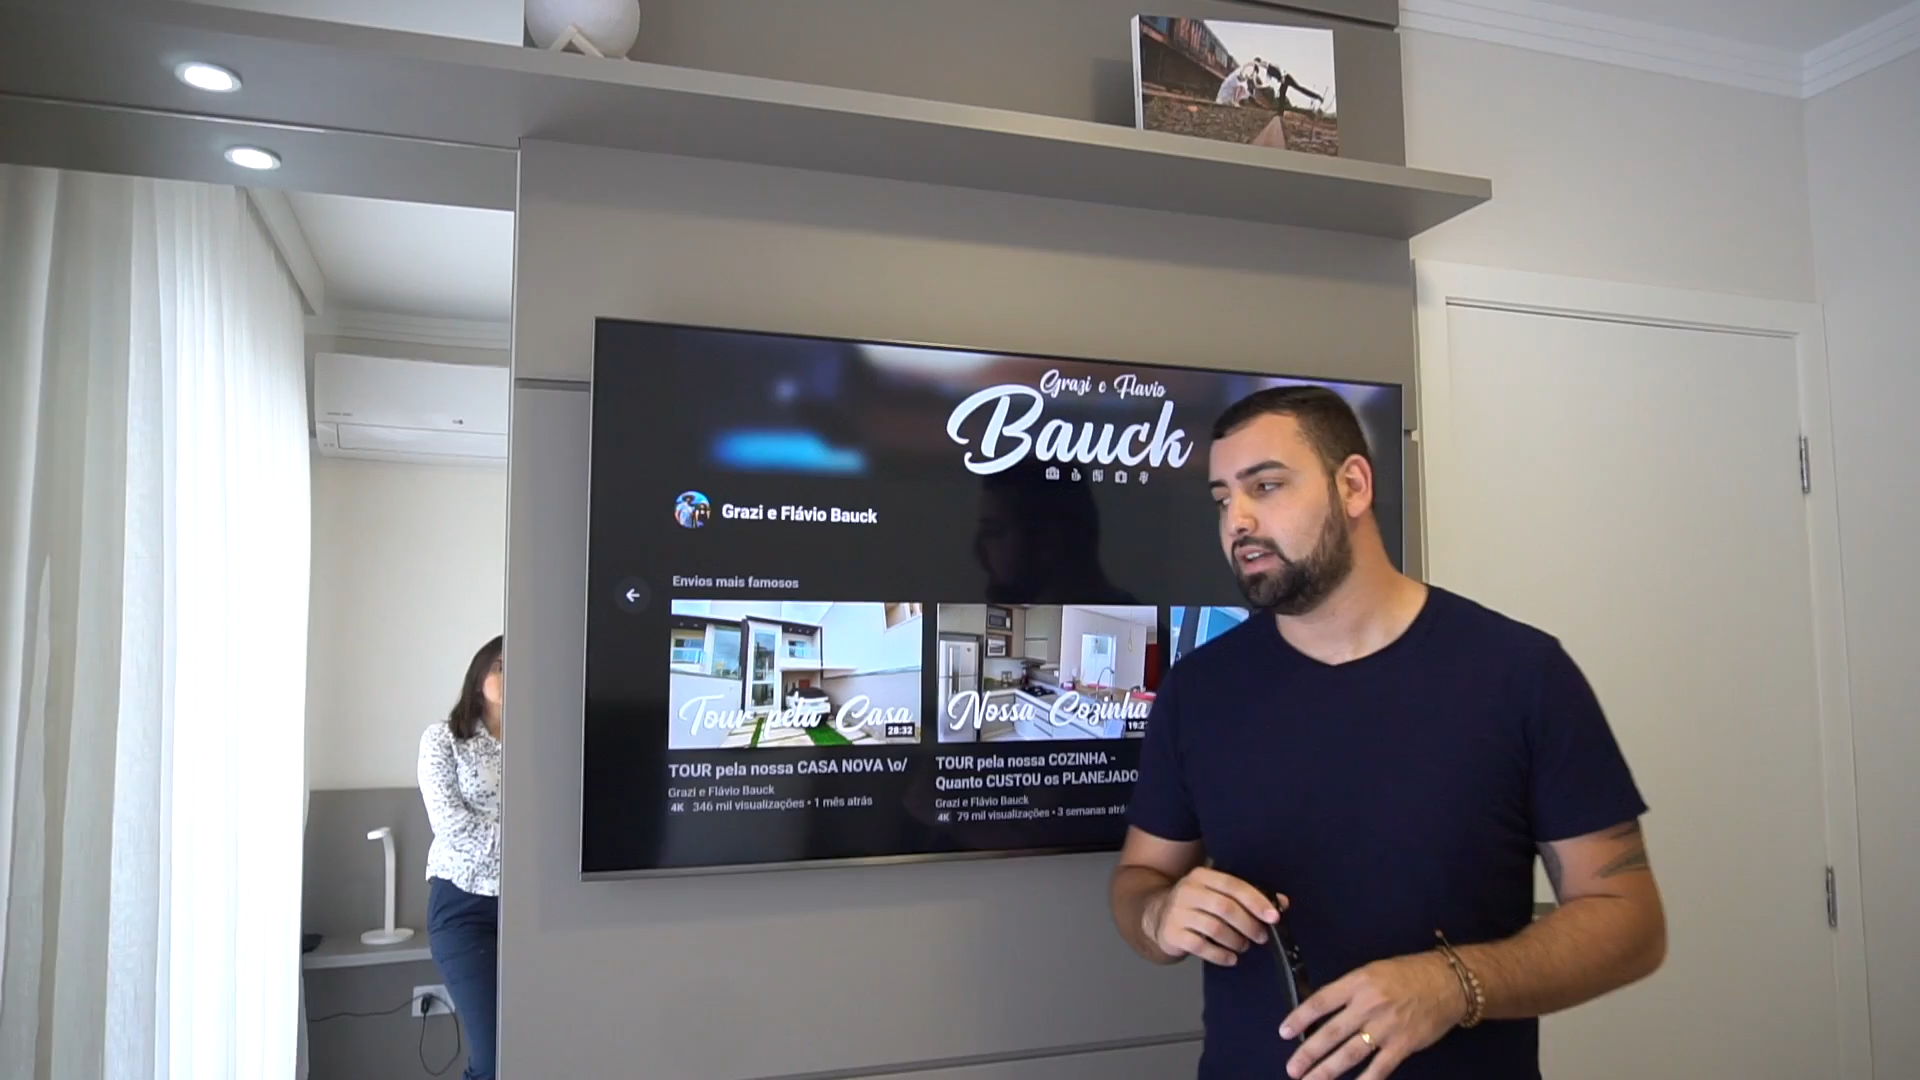 Grazi e Flavio
Bauck
Grazi e Flávio Bauck
Envios mais famosos
Tour pela Casa
28:32
Nossa Cozinha
TOUR pela nossa CASA NOVA \o/
Grazi e Flávio Bauck
4K 346 mil visualizações • 1 mês atrás
TOUR pela nossa COZINHA -
Quanto CUSTOU os PLANEJADO
Grazi e Flávio Bauck
4K 79 mil visualizações • 3 semanas atrá